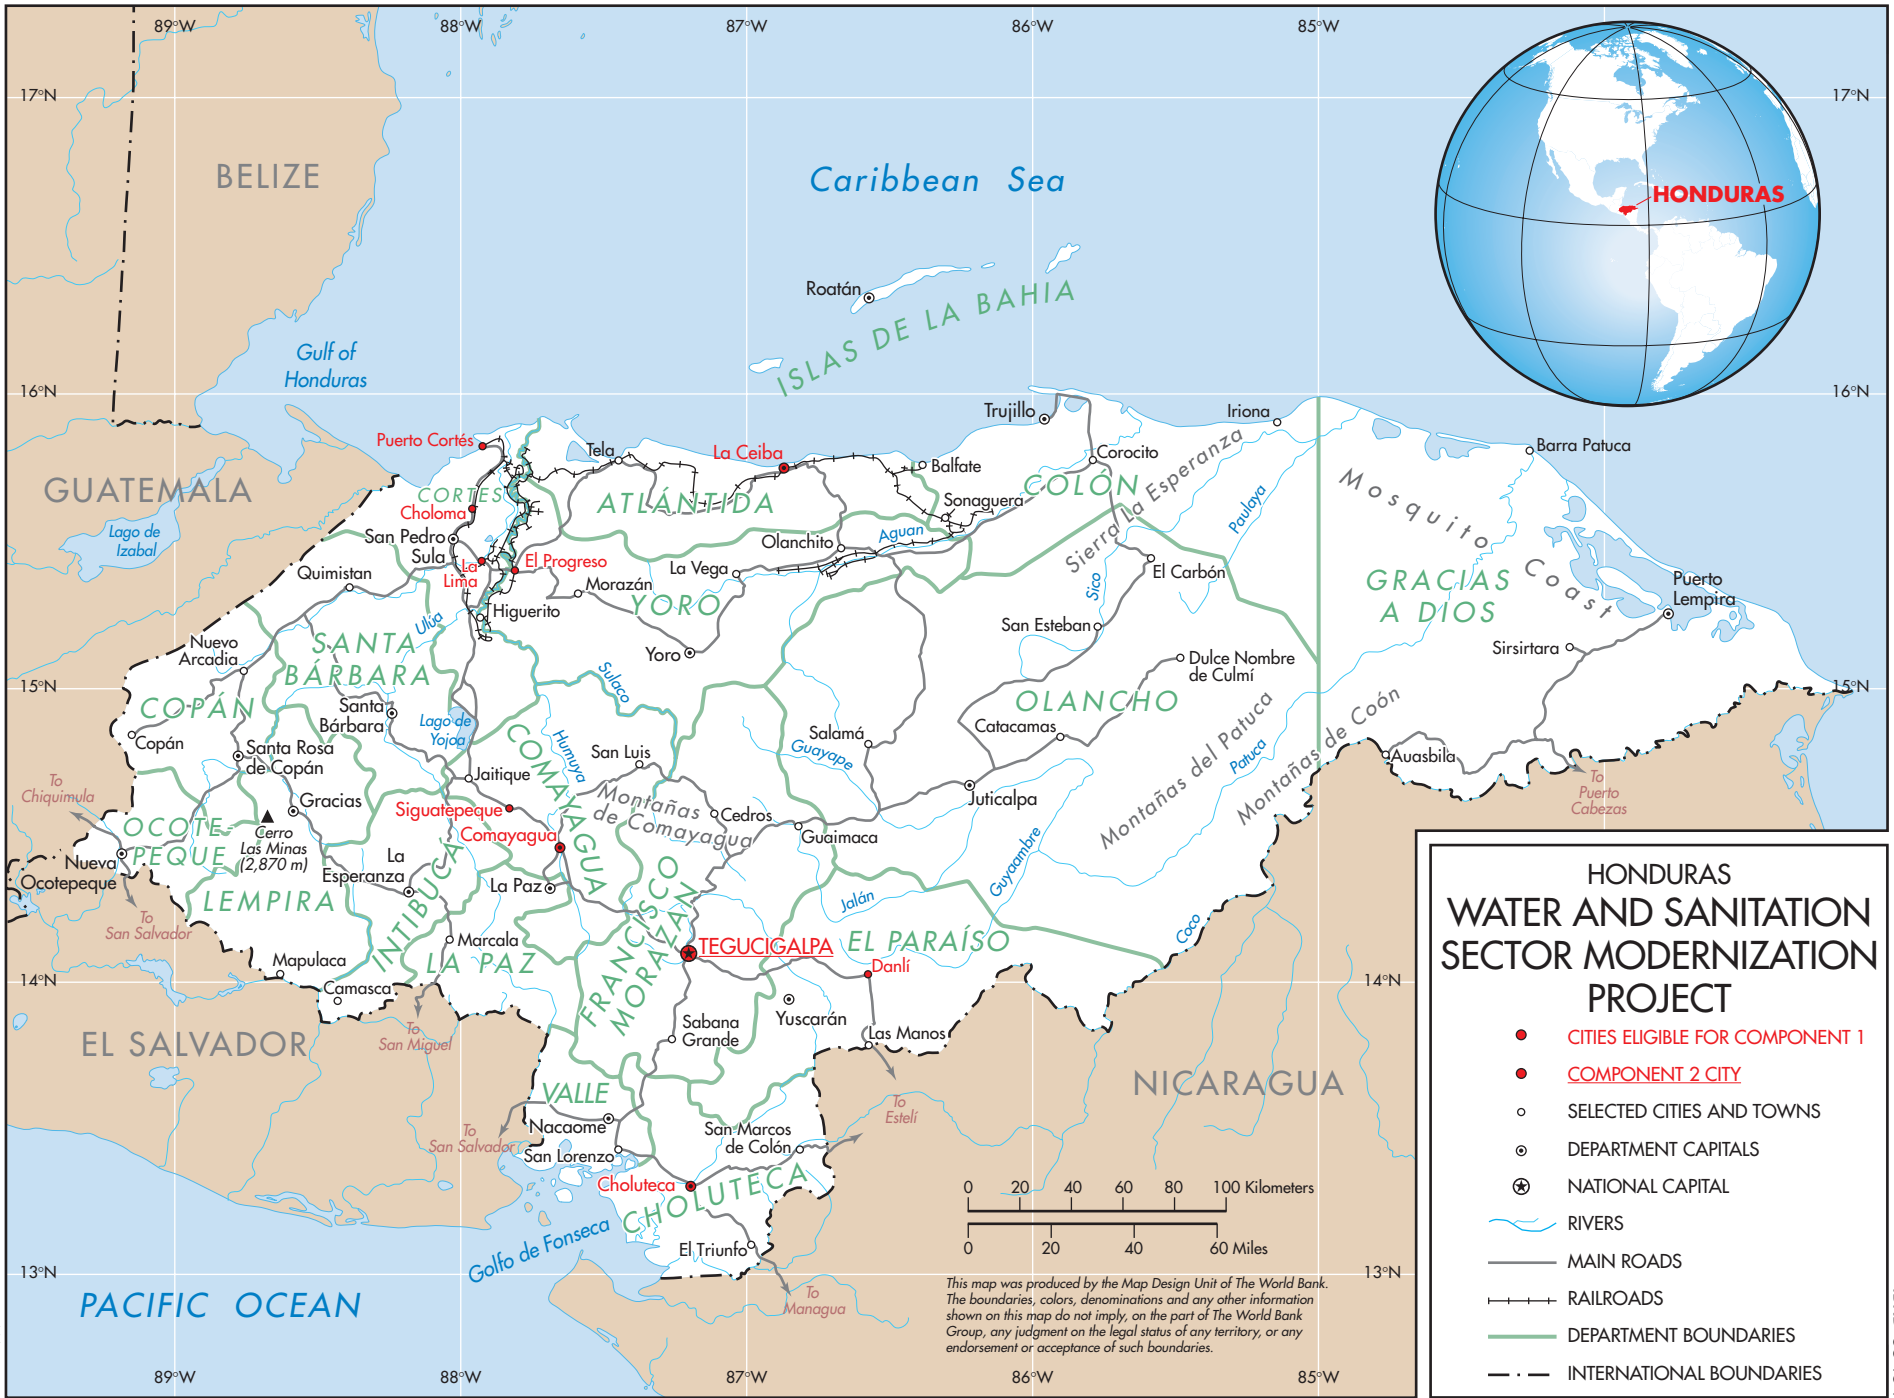 89°W
88°W
87°W
86°W
85°W
17°N
17°N
BELIZE
Caribbean Sea
HONDURAS
Roatán
ISLAS DE LA BAHIA
Gulf of
Honduras
16°N
16°N
Trujillo
Iriona
Puerto Cortés
Tela
La Ceiba
Balfate
Corocito
Barra Patuca
GUATEMALA
CORTES
Choloma
ATLÁNTIDA
Sonaguera
COLÓN
Sierra La Esperanza
Paulaya
Mosquito Coast
Lago de
Izabal
San Pedro
Sula
La
Lima
El Progreso
Olanchito
Aguan
Quimistan
Morazán
La Vega
El Carbón
Sico
GRACIAS
A DIOS
Puerto
Lempira
Ulúa
Higuerito
YORO
San Esteban
Nuevo
Arcadia
SANTA
BÁRBARA
Yoro
Sulaco
Dulce Nombre
de Culmí
Sirsirtara
15°N
15°N
COPÁN
Santa
Bárbara
Lago de
Yojoa
OLANCHO
Catacamas
Copán
Santa Rosa
de Copán
Jaitique
COMAYAGUA
Humuya
San Luis
Salamá
Guayape
Montañas del Patuca
Patuca
Montañas de Coón
Auasbila
To
Chiquimula
Gracias
Siguatepeque
Montañas
de Comayagua
Cedros
Juticalpa
To
Puerto
Cabezas
OCOTE-
PEQUE
Cerro
Las Minas
(2,870 m)
Comayagua
Guaimaca
Nueva
Ocotepeque
La
Esperanza
La Paz
Guyaambre
LEMPIRA
INTIBUCÁ
FRANCISCO
MORAZÁN
Jalán
Coco
To
San Salvador
Marcala
LA PAZ
TEGUCIGALPA
EL PARAÍSO
Danlí
Mapulaca
14°N
14°N
Camasca
Yuscarán
EL SALVADOR
To
San Miguel
Sabana
Grande
Las Manos
NICARAGUA
VALLE
To
Estelí
To
San Salvador
Nacaome
San Marcos
de Colón
San Lorenzo
Choluteca
CHOLUTECA
Golfo de Fonseca
El Triunfo
13°N
13°N
PACIFIC OCEAN
To
Managua
0 20 40 60 80 100 Kilometers
0 20 40 60 Miles
This map was produced by the Map Design Unit of The World Bank.
The boundaries, colors, denominations and any other information
shown on this map do not imply, on the part of The World Bank
Group, any judgment on the legal status of any territory, or any
endorsement or acceptance of such boundaries.
89°W
88°W
87°W
86°W
85°W
HONDURAS
WATER AND SANITATION
SECTOR MODERNIZATION
PROJECT
CITIES ELIGIBLE FOR COMPONENT 1
COMPONENT 2 CITY
SELECTED CITIES AND TOWNS
DEPARTMENT CAPITALS
NATIONAL CAPITAL
RIVERS
MAIN ROADS
RAILROADS
DEPARTMENT BOUNDARIES
INTERNATIONAL BOUNDARIES